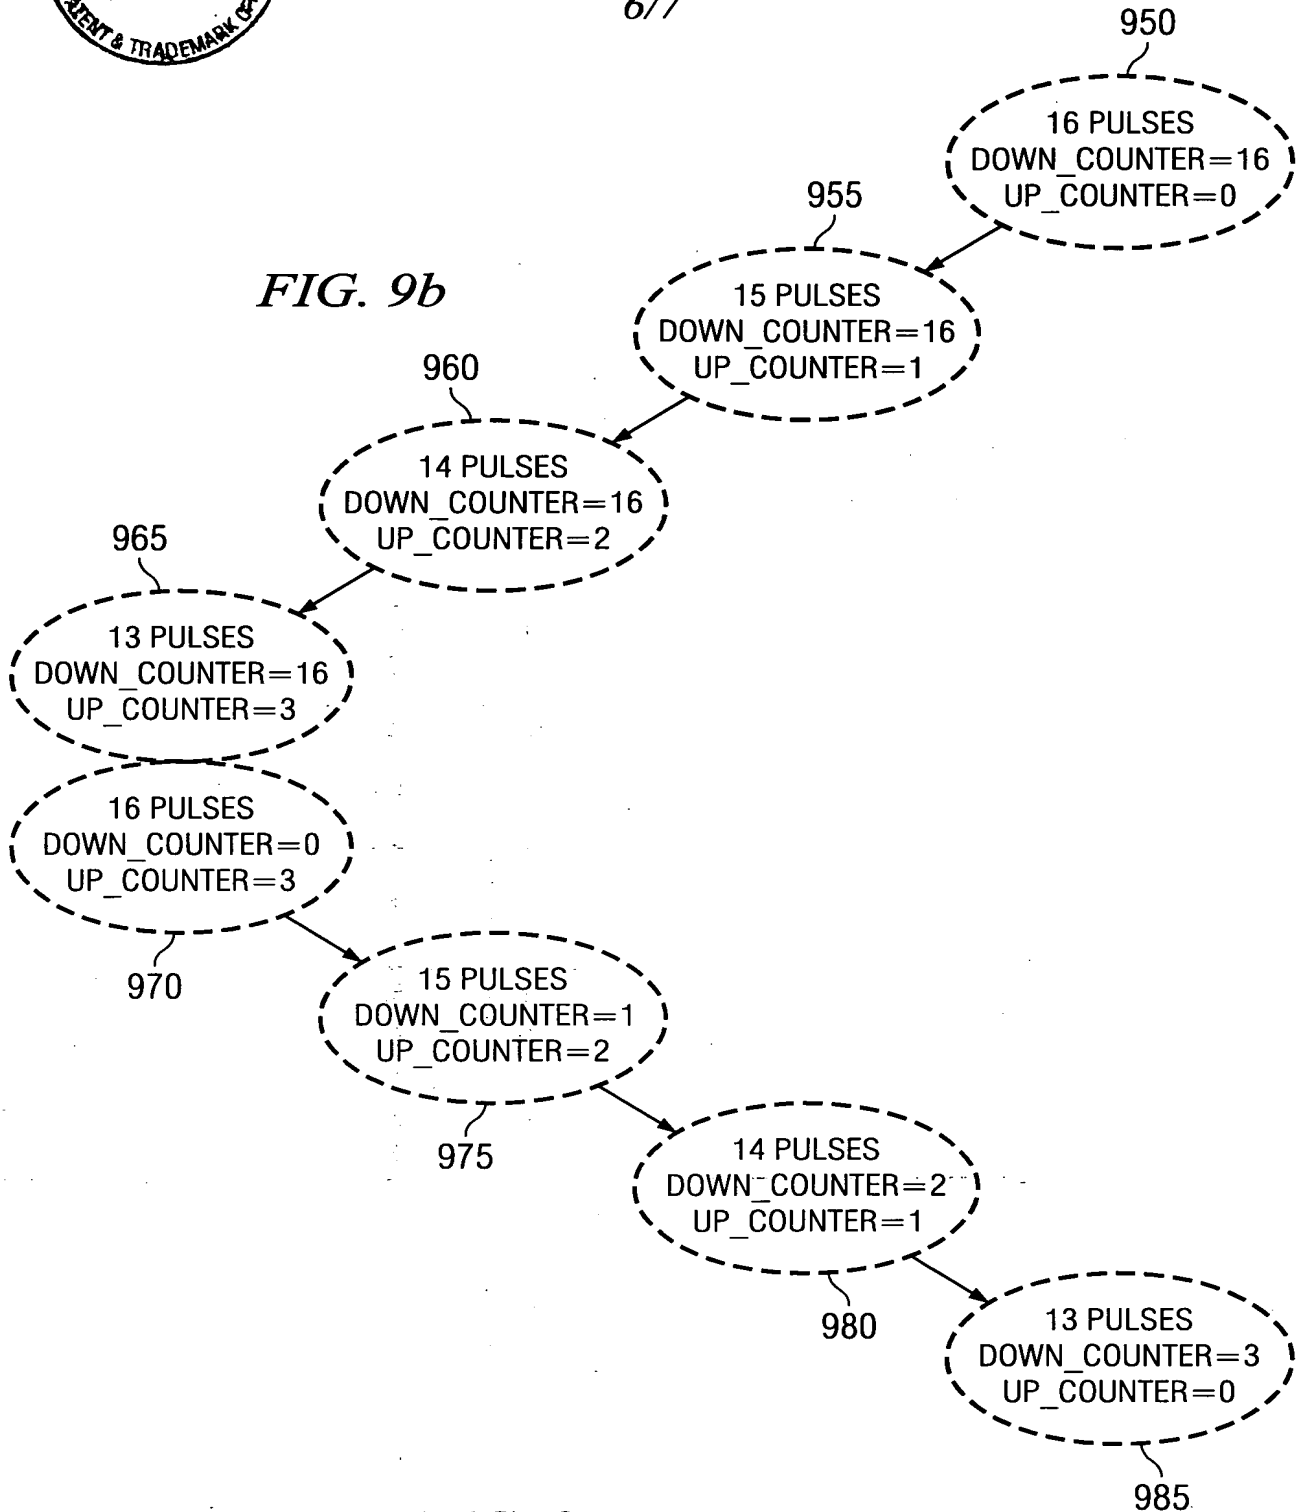 PATENT & TRADEMARK
6/7
950
16 PULSES
DOWN_COUNTER=16
UP_COUNTER=0
955
15 PULSES
DOWN_COUNTER=16
UP_COUNTER=1
FIG. 9b
960
14 PULSES
DOWN_COUNTER=16
UP_COUNTER=2
965
13 PULSES
DOWN_COUNTER=16
UP_COUNTER=3
16 PULSES
DOWN_COUNTER=0
UP_COUNTER=3
970
15 PULSES
DOWN_COUNTER=1
UP_COUNTER=2
975
14 PULSES
DOWN_COUNTER=2
UP_COUNTER=1
980
13 PULSES
DOWN_COUNTER=3
UP_COUNTER=0
985